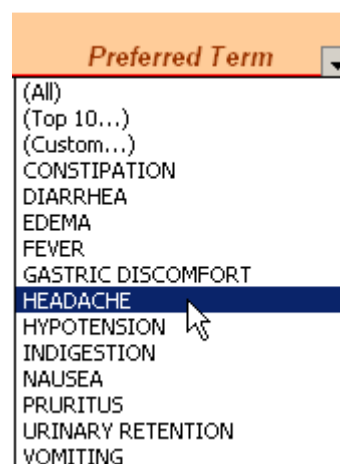 Preferred Term
(All)
(Top 10...)
(Custom...)
CONSTIPATION
DIARRHEA
EDEMA
FEVER
GASTRIC DISCOMFORT
HEADACHE
HYPOTENSION
INDIGESTION
NAUSEA
PRURITUS
URINARY RETENTION
VOMITING